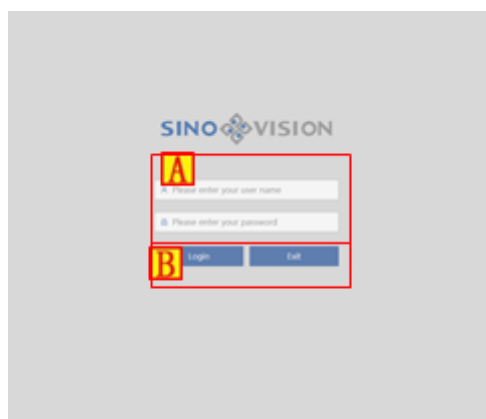 SINO VISION
A
Please enter your user name
Please enter your password
B
Login Exit